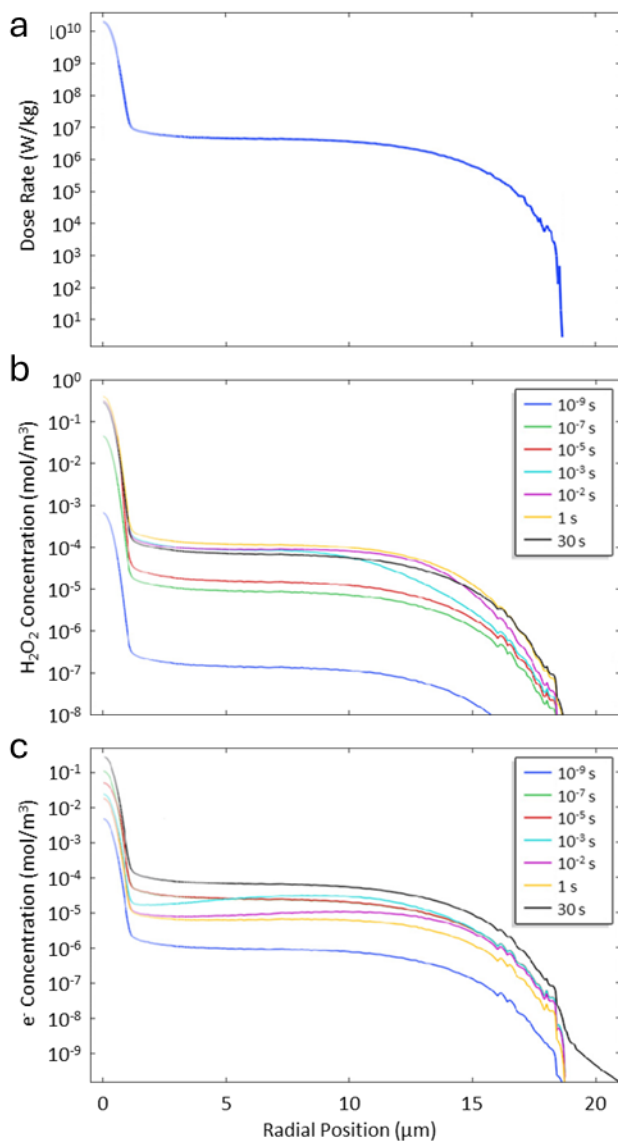 a
10¹⁰
10⁹
10⁸
10⁷
10⁶
10⁵
10⁴
10³
10²
10¹
Dose Rate (W/kg)
b
10⁰
10⁻¹
10⁻²
10⁻³
10⁻⁴
10⁻⁵
10⁻⁶
10⁻⁷
10⁻⁸
H₂O₂ Concentration (mol/m³)
10⁻⁹ s
10⁻⁷ s
10⁻⁵ s
10⁻³ s
10⁻² s
1 s
30 s
c
10⁻¹
10⁻²
10⁻³
10⁻⁴
10⁻⁵
10⁻⁶
10⁻⁷
10⁻⁸
10⁻⁹
e⁻ Concentration (mol/m³)
10⁻⁹ s
10⁻⁷ s
10⁻⁵ s
10⁻³ s
10⁻² s
1 s
30 s
0 5 10 15 20
Radial Position (μm)